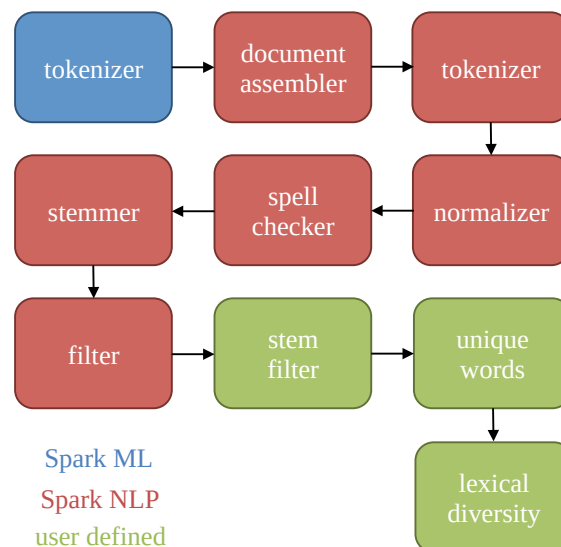 tokenizer
document
assembler
tokenizer
normalizer
spell
checker
stemmer
filter
stem
filter
unique
words
lexical
diversity
Spark ML
Spark NLP
user defined